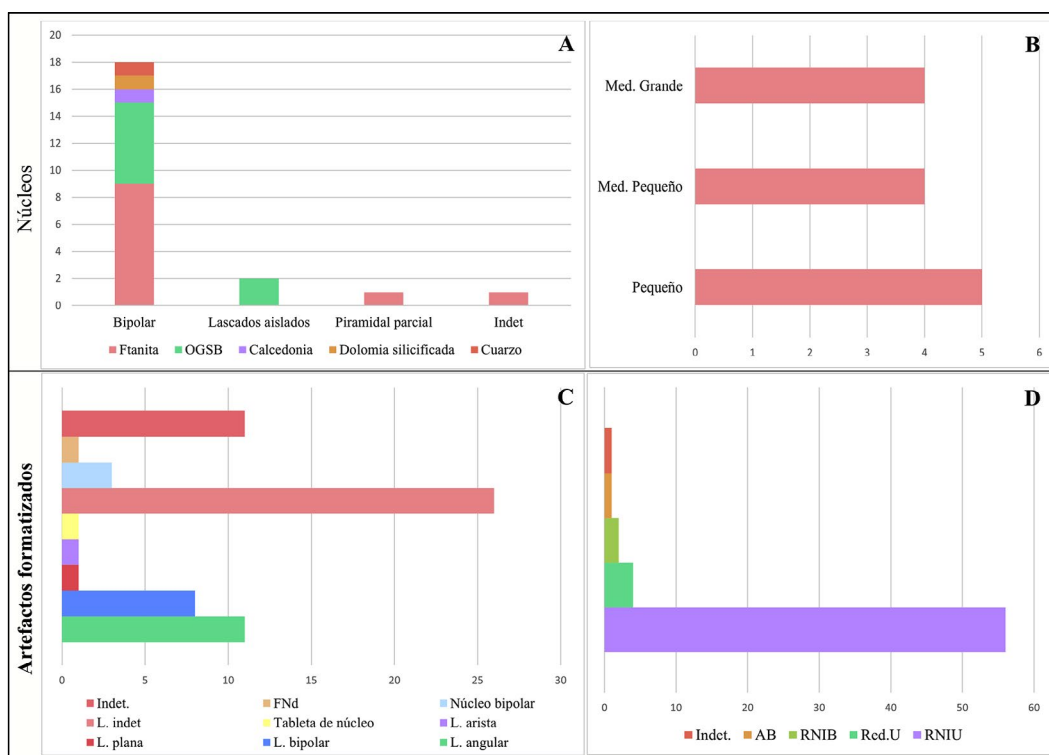 Núcleos
A
20
18
16
14
12
10
8
6
4
2
0
Bipolar Lascados aislados Piramidal parcial Indet
Ftanita OGSB Calcedonia Dolomia silicificada Cuarzo
B
Med. Grande
Med. Pequeño
Pequeño
0 1 2 3 4 5 6
Artefactos formatizados
C
0 5 10 15 20 25 30
Indet. FNd Núcleo bipolar
L. indet Tableta de núcleo L. arista
L. plana L. bipolar L. angular
D
0 10 20 30 40 50 60
Indet. AB RNIB Red.U RNIU